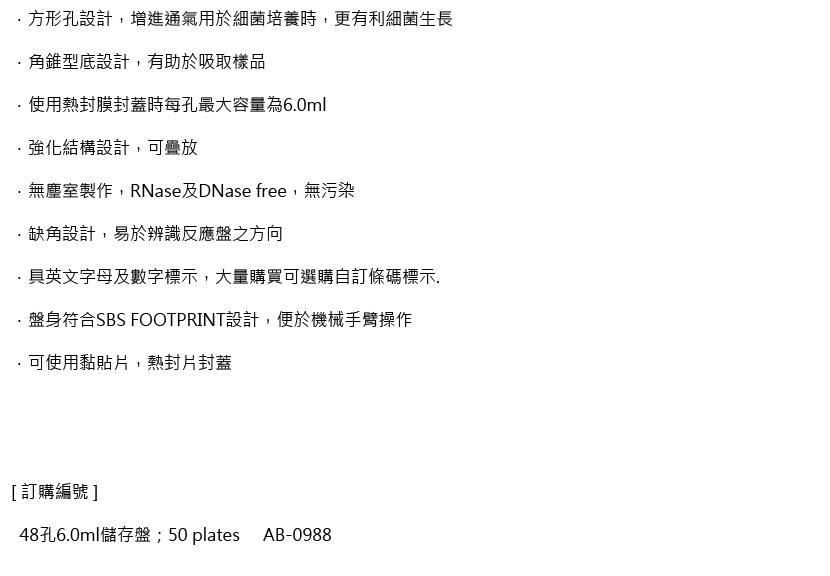 ．方形孔設計，增進通氣用於細菌培養時，更有利細菌生長
．角錐型底設計，有助於吸取樣品
．使用熱封膜封蓋時每孔最大容量為6.0ml
．強化結構設計，可疊放
．無塵室製作，RNase及DNase free，無污染
．缺角設計，易於辨識反應盤之方向
．具英文字母及數字標示，大量購買可選購自訂條碼標示.
．盤身符合SBS FOOTPRINT設計，便於機械手臂操作
．可使用黏貼片，熱封片封蓋
[ 訂購編號 ]
48孔6.0ml儲存盤；50 plates AB-0988